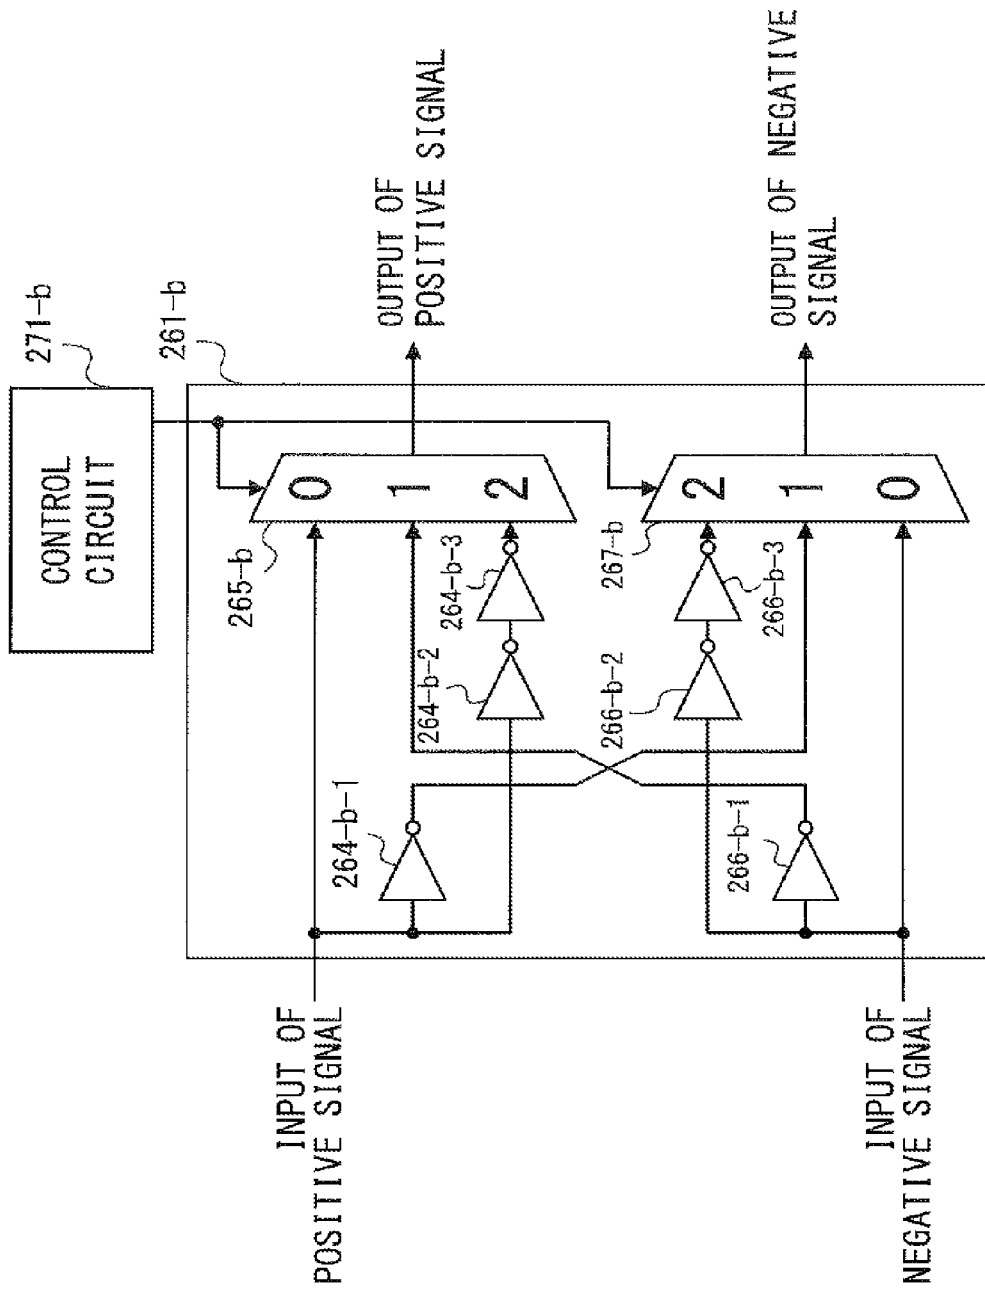 CONTROL
CIRCUIT
271-b
261-b
265-b
0
1
2
OUTPUT OF
POSITIVE SIGNAL
264-b-3
264-b-2
264-b-1
INPUT OF
POSITIVE SIGNAL
267-b
2
1
0
OUTPUT OF NEGATIVE
SIGNAL
266-b-3
266-b-2
266-b-1
INPUT OF
NEGATIVE SIGNAL